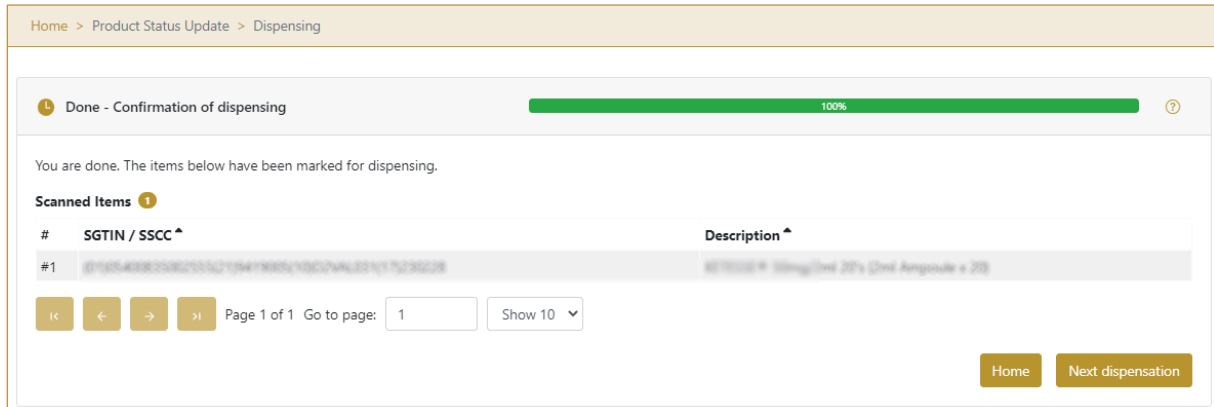 Home > Product Status Update > Dispensing
Done - Confirmation of dispensing 100%
You are done. The items below have been marked for dispensing.
Scanned Items 1
# SGTIN / SSCC Description
#1
Page 1 of 1 Go to page: 1 Show 10
Home Next dispensation